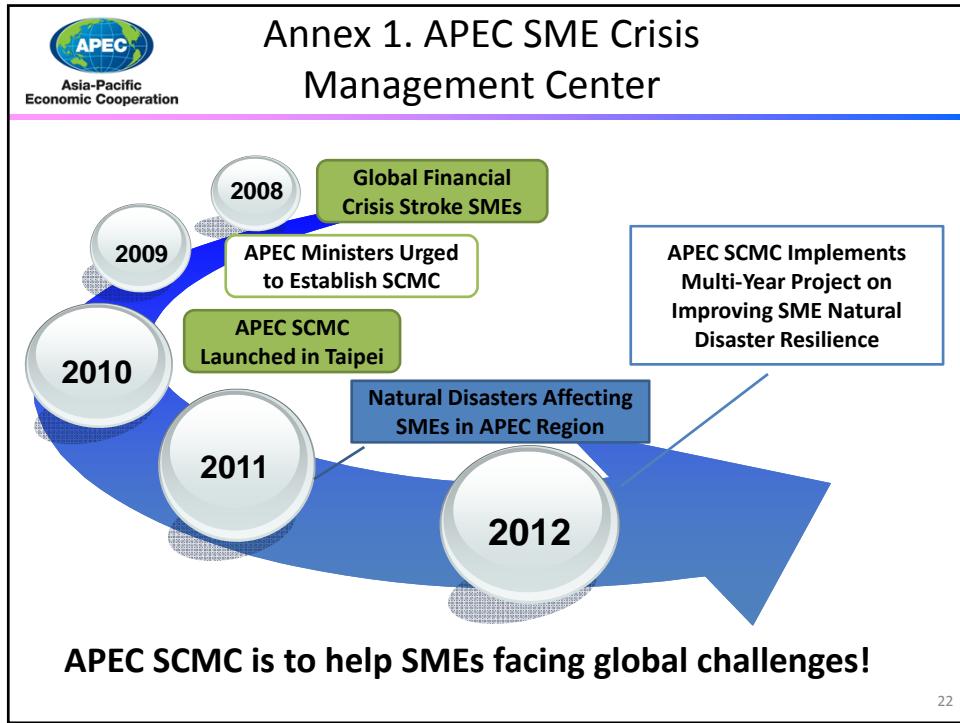 APEC
Asia-Pacific
Economic Cooperation
Annex 1. APEC SME Crisis
Management Center
2008
Global Financial
Crisis Stroke SMEs
2009
APEC Ministers Urged
to Establish SCMC
2010
APEC SCMC
Launched in Taipei
2011
Natural Disasters Affecting
SMEs in APEC Region
2012
APEC SCMC Implements
Multi-Year Project on
Improving SME Natural
Disaster Resilience
APEC SCMC is to help SMEs facing global challenges!
22